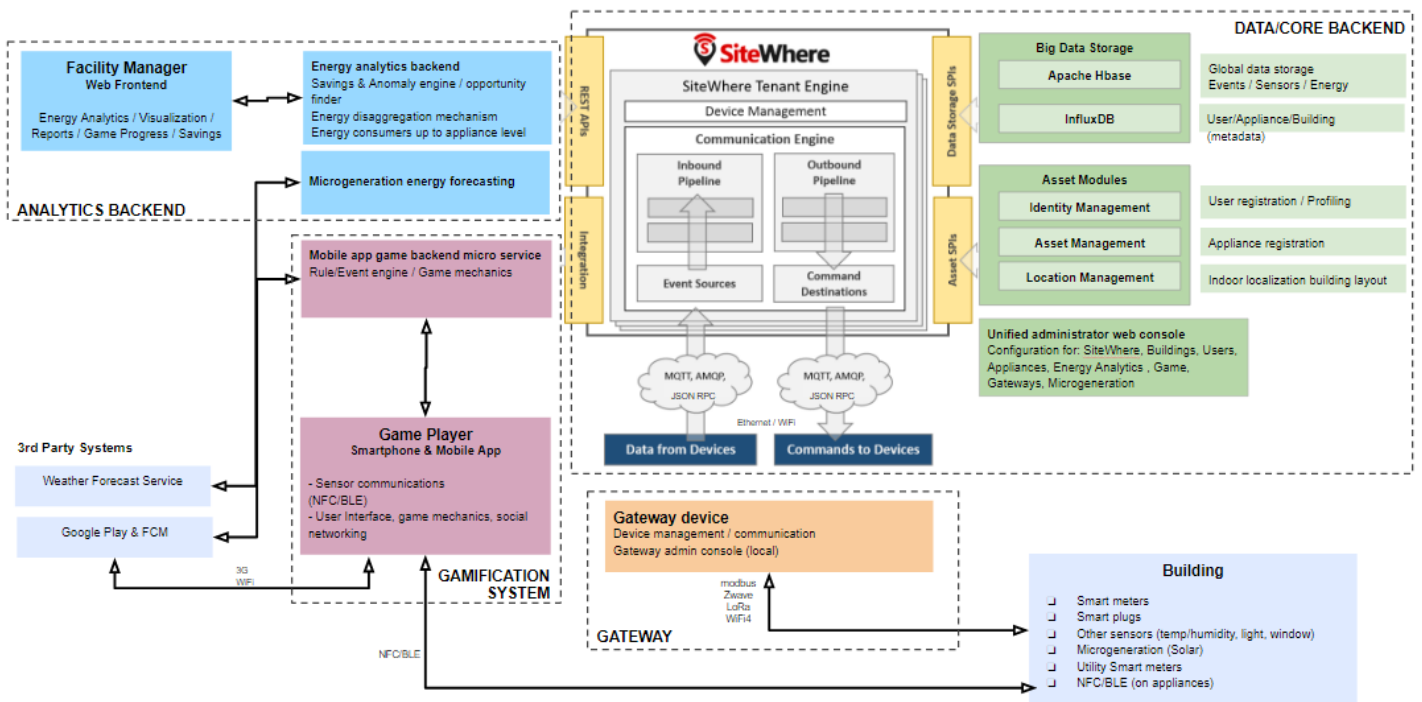 DATA/CORE BACKEND
Facility Manager
Web Frontend
Energy Analytics / Visualization /
Reports / Game Progress / Savings
Energy analytics backend
Savings & Anomaly engine / opportunity
finder
Energy disaggregation mechanism
Energy consumers up to appliance level
Microgeneration energy forecasting
ANALYTICS BACKEND
REST APIs
Integration
S
SiteWhere
SiteWhere Tenant Engine
Device Management
Communication Engine
Inbound
Pipeline
Outbound
Pipeline
Event Sources
Command
Destinations
MQTT, AMQP,
JSON RPC
MQTT, AMQP,
JSON RPC
Ethernet / WiFi
Data from Devices
Commands to Devices
Data Storage SPIs
Asset SPIs
Big Data Storage
Apache Hbase
InfluxDB
Global data storage
Events / Sensors / Energy
User/Appliance/Building
(metadata)
Asset Modules
Identity Management
Asset Management
Location Management
User registration / Profiling
Appliance registration
Indoor localization building layout
Unified administrator web console
Configuration for: SiteWhere, Buildings, Users,
Appliances, Energy Analytics , Game,
Gateways, Microgeneration
Mobile app game backend micro service
Rule/Event engine / Game mechanics
Game Player
Smartphone & Mobile App
- Sensor communications
(NFC/BLE)
- User Interface, game mechanics, social
networking
GAMIFICATION
SYSTEM
3rd Party Systems
Weather Forecast Service
Google Play & FCM
3G
WiFi
NFC/BLE
Gateway device
Device management / communication
Gateway admin console (local)
modbus
Zwave
LoRa
WiFi4
GATEWAY
Building
❑ Smart meters
❑ Smart plugs
❑ Other sensors (temp/humidity, light, window)
❑ Microgeneration (Solar)
❑ Utility Smart meters
❑ NFC/BLE (on appliances)